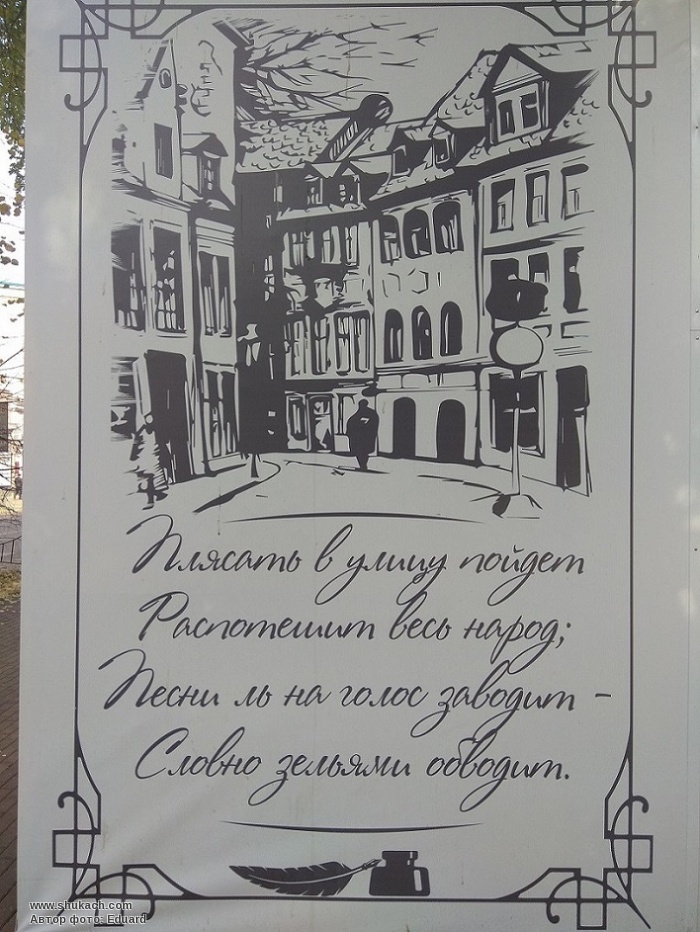 Плясать в улицу пойдет
Распотешит весь народ;
Песни ль на голос заводит -
Словно зельями обводит.
www.shukach.com
Автор фото: Eduard